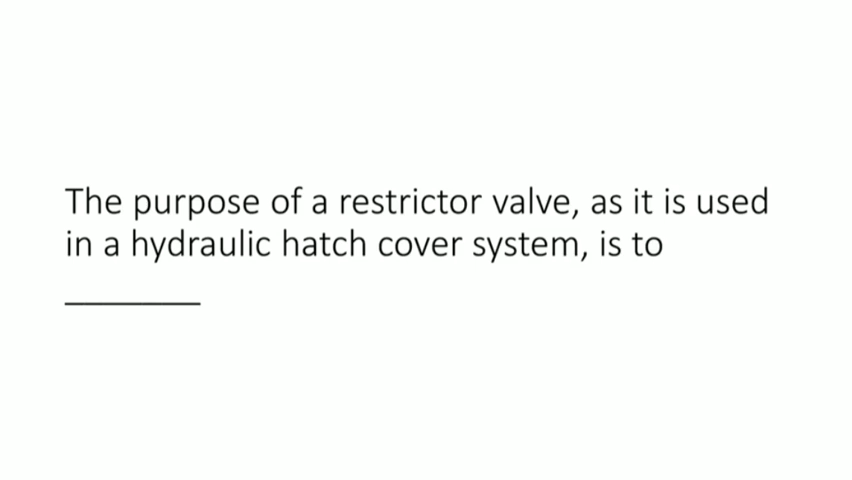 The purpose of a restrictor valve, as it is used
in a hydraulic hatch cover system, is to
________